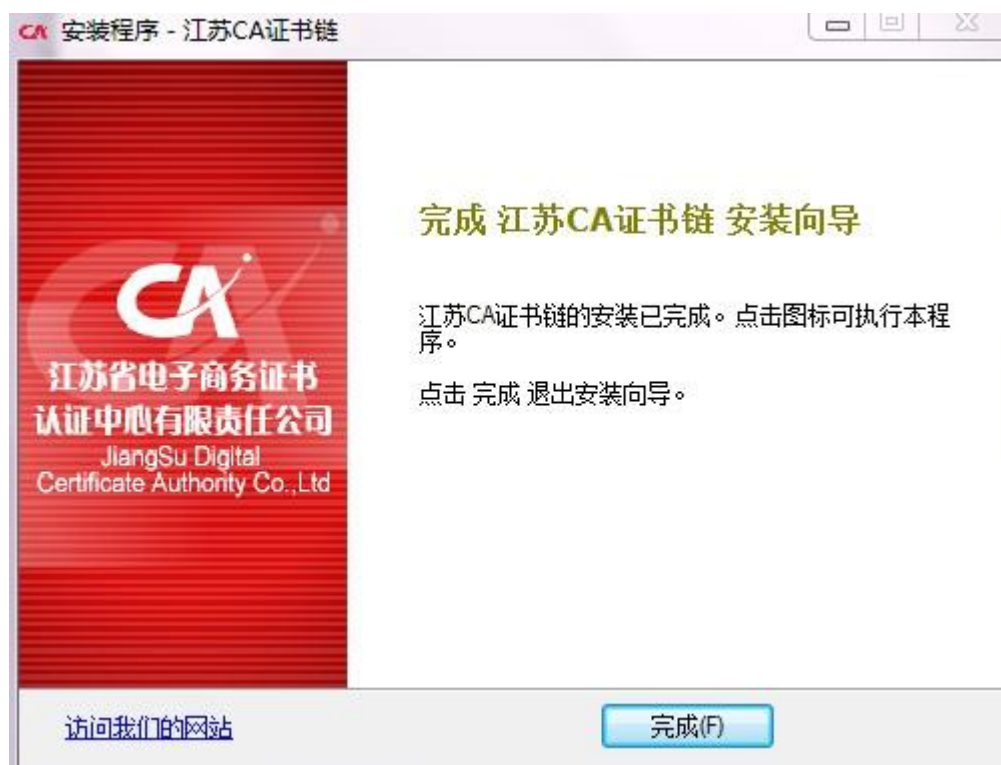 CA 安装程序 - 江苏CA证书链
完成 江苏CA证书链 安装向导
江苏CA证书链的安装已完成。点击图标可执行本程
序。
点击 完成 退出安装向导。
CA
江苏省电子商务证书
认证中心有限责任公司
JiangSu Digital
Certificate Authority Co.,Ltd
访问我们的网站
完成(F)